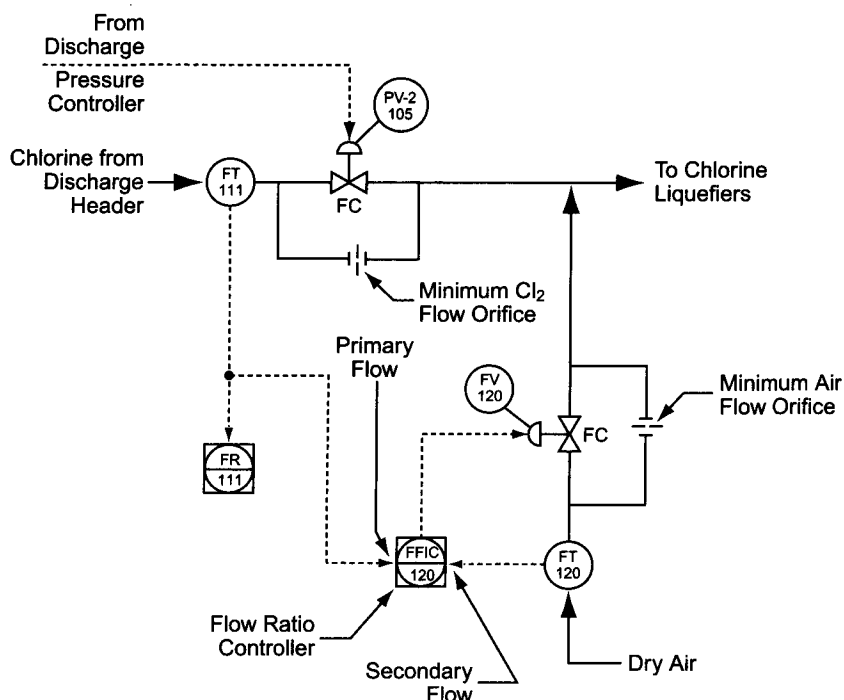 From
Discharge
Pressure
Controller
PV-2
105
Chlorine from
Discharge
Header
FT
111
FC
To Chlorine
Liquefiers
Minimum Cl₂
Flow Orifice
Primary
Flow
FV
120
FC
Minimum Air
Flow Orifice
FR
111
FFIC
120
FT
120
Flow Ratio
Controller
Secondary
Flow
Dry Air